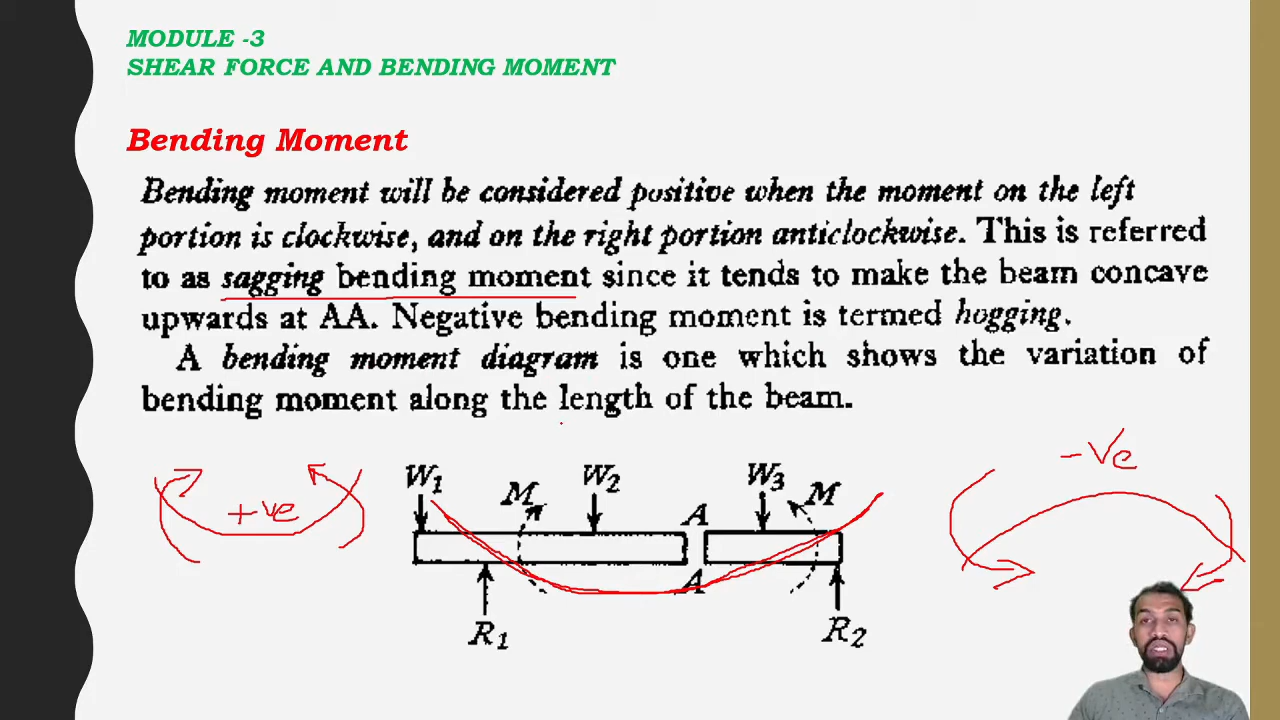 MODULE -3
SHEAR FORCE AND BENDING MOMENT
Bending Moment
Bending moment will be considered positive when the moment on the left
portion is clockwise, and on the right portion anticlockwise. This is referred
to as sagging bending moment since it tends to make the beam concave
upwards at AA. Negative bending moment is termed hogging.
A bending moment diagram is one which shows the variation of
bending moment along the length of the beam.
+ve
W1 M W2 A W3 M
-Ve
A
R1 R2